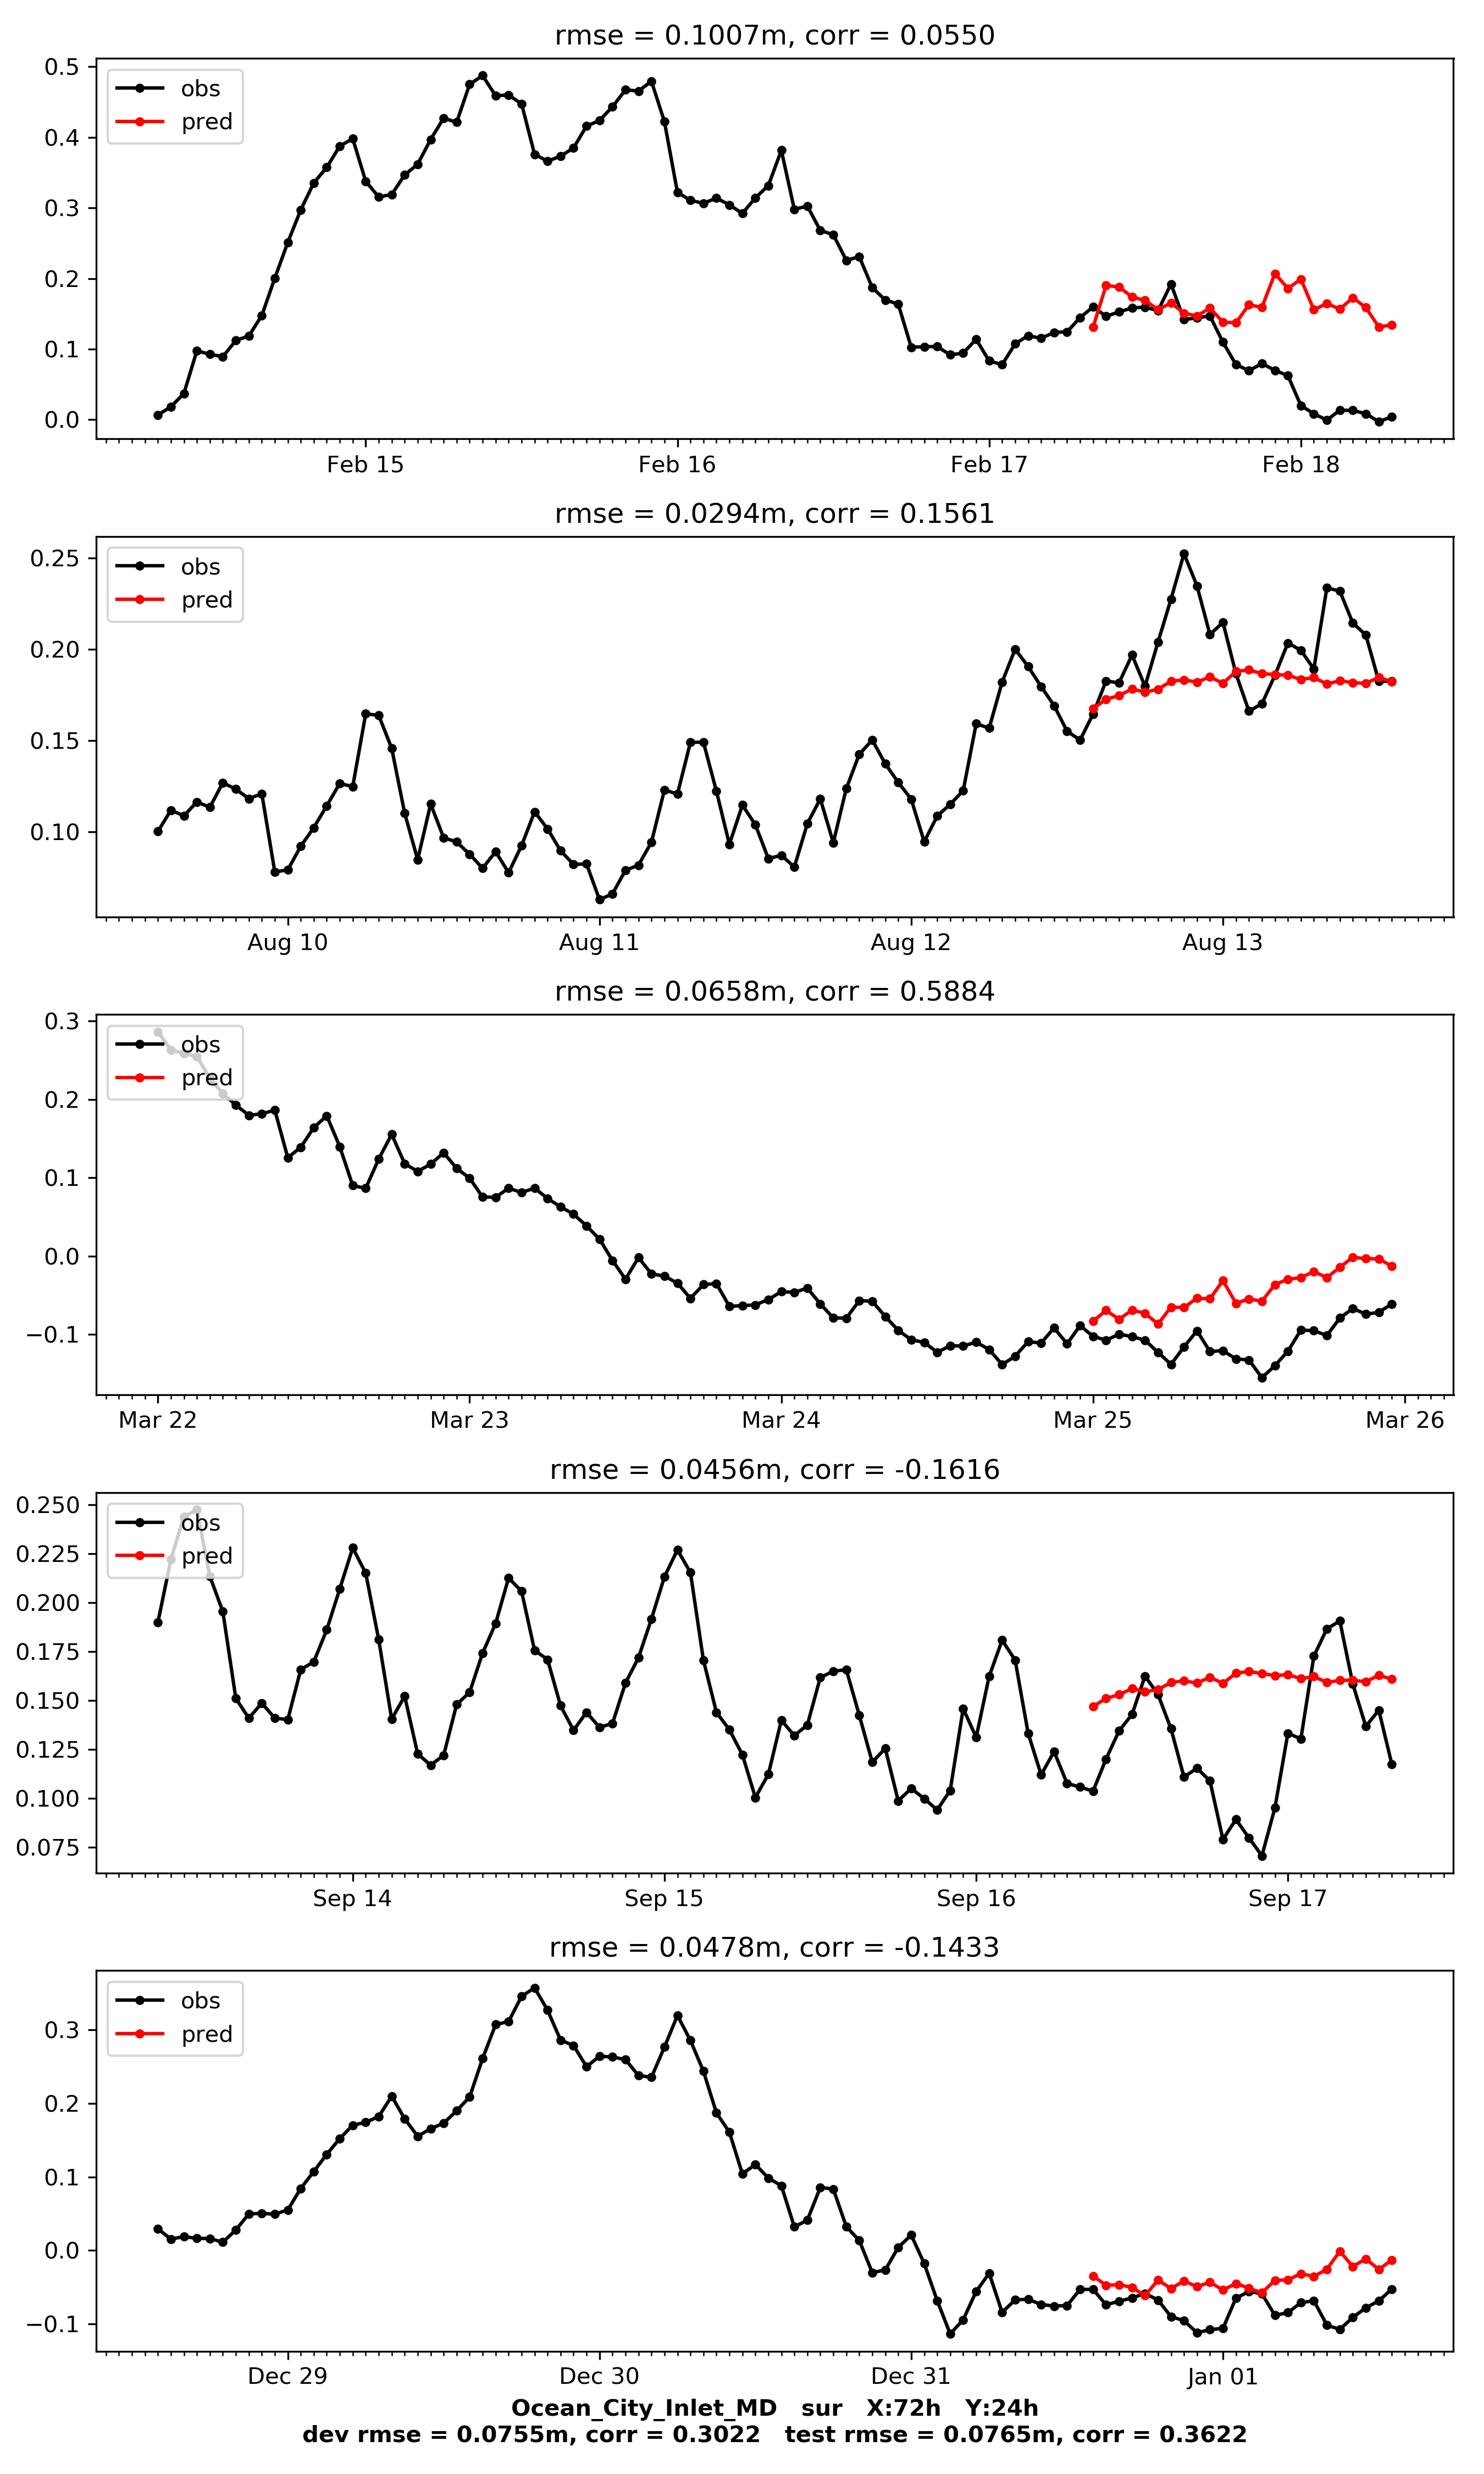 rmse = 0.1007m, corr = 0.0550
obs
pred
0.5
0.4
0.3
0.2
0.1
0.0
Feb 15 Feb 16 Feb 17 Feb 18
rmse = 0.0294m, corr = 0.1561
obs
pred
0.25
0.20
0.15
0.10
Aug 10 Aug 11 Aug 12 Aug 13
rmse = 0.0658m, corr = 0.5884
obs
pred
0.3
0.2
0.1
0.0
−0.1
Mar 22 Mar 23 Mar 24 Mar 25 Mar 26
rmse = 0.0456m, corr = -0.1616
obs
pred
0.250
0.225
0.200
0.175
0.150
0.125
0.100
0.075
Sep 14 Sep 15 Sep 16 Sep 17
rmse = 0.0478m, corr = -0.1433
obs
pred
0.3
0.2
0.1
0.0
−0.1
Dec 29 Dec 30 Dec 31 Jan 01
Ocean_City_Inlet_MD sur X:72h Y:24h
dev rmse = 0.0755m, corr = 0.3022 test rmse = 0.0765m, corr = 0.3622